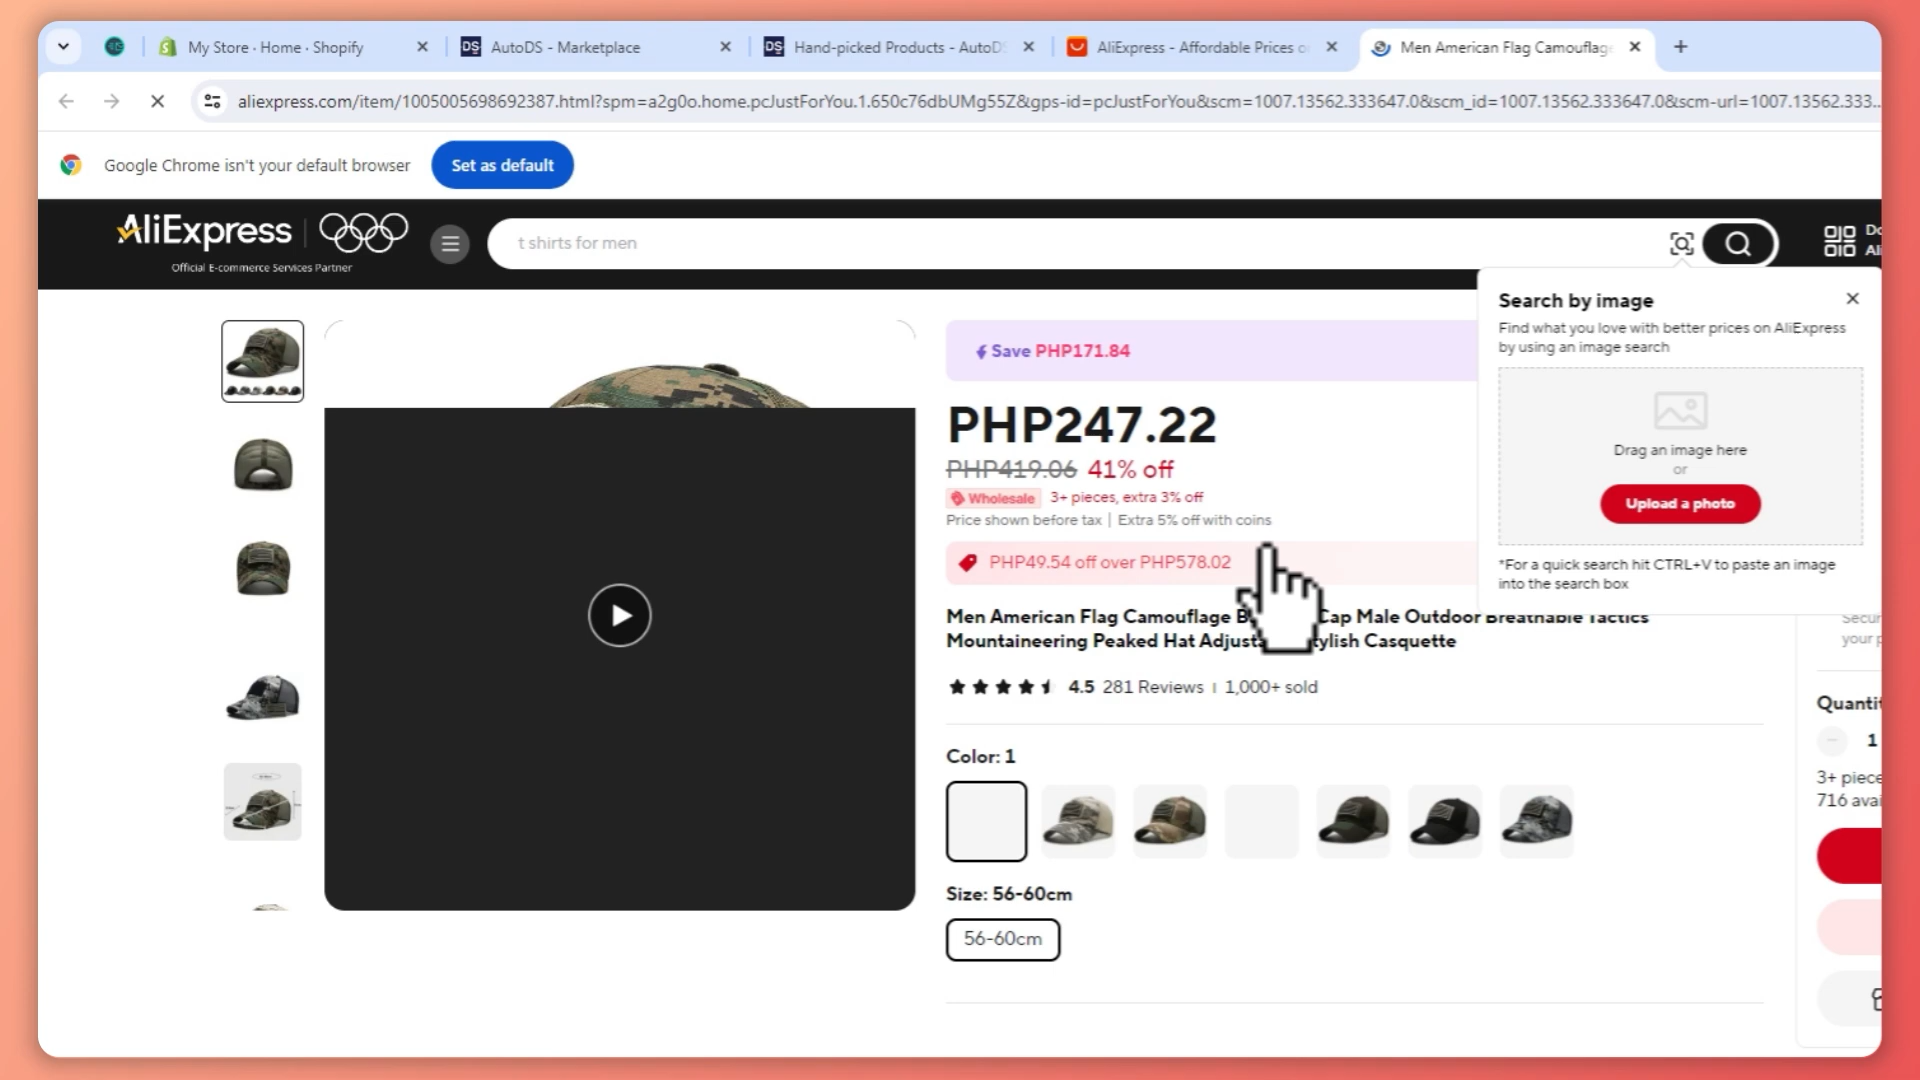 My Store · Home · Shopify
DS AutoDS - Marketplace
DS Hand-picked Products - AutoD
AliExpress - Affordable Prices o
Men American Flag Camouflag
aliexpress.com/item/1005005698692387.html?spm=a2g0o.home.pcJustForYou.1.650c76dbUMg55Z&gps-id=pcJustForYou&scm=1007.13562.333647.0&scm_id=1007.13562.333647.0&scm-url=1007.13562.333...
Google Chrome isn't your default browser
Set as default
AliExpress
Official E-commerce Services Partner
t shirts for men
Search by image
Find what you love with better prices on AliExpress
by using an image search
Drag an image here
or
Upload a photo
*For a quick search hit CTRL+V to paste an image
into the search box
Save PHP171.84
PHP247.22
PHP419.06 41% off
Wholesale 3+ pieces, extra 3% off
Price shown before tax | Extra 5% off with coins
PHP49.54 off over PHP578.02
Men American Flag Camouflage Cap Male Outdoor Breathable Tactics
Mountaineering Peaked Hat Casquette
4.5 281 Reviews | 1,000+ sold
Color: 1
Size: 56-60cm
56-60cm
Quantit
1
3+ piece
716 avai